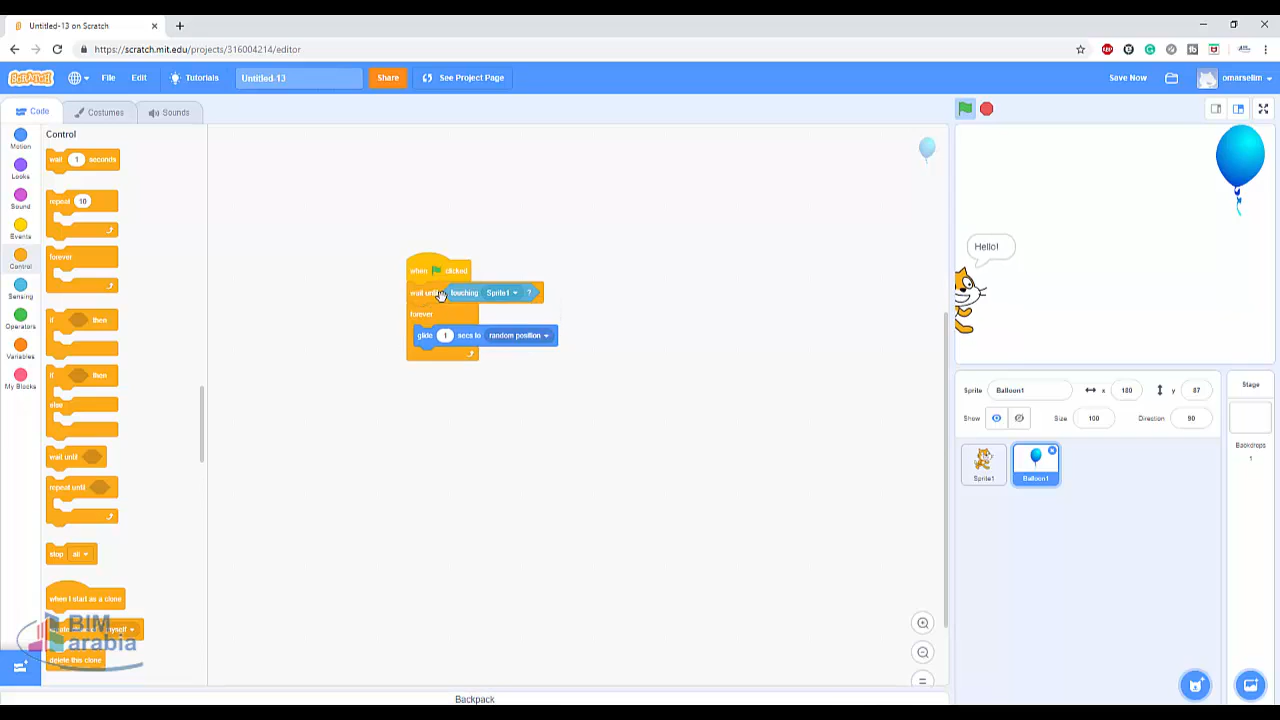 Untitled-13 on Scratch
https://scratch.mit.edu/projects/316004214/editor
SCRATCH
File
Edit
Tutorials
Untitled-13
Share
See Project Page
Save Now
omarselim
Code
Costumes
Sounds
Motion
Looks
Sound
Events
Control
Sensing
Operators
Variables
My Blocks
Control
wait 1 seconds
repeat 10
forever
if then
if then
else
wait until
repeat until
stop all
when I start as a clone
myself
delete this clone
BIM
arabia
when clicked
wait until touching Sprite1 ?
forever
glide 1 secs to random position
Hello!
Sprite Balloon1 x 180 y 87
Show Size 100 Direction 90
Sprite1
Balloon1
Stage
Backdrops
1
Backpack